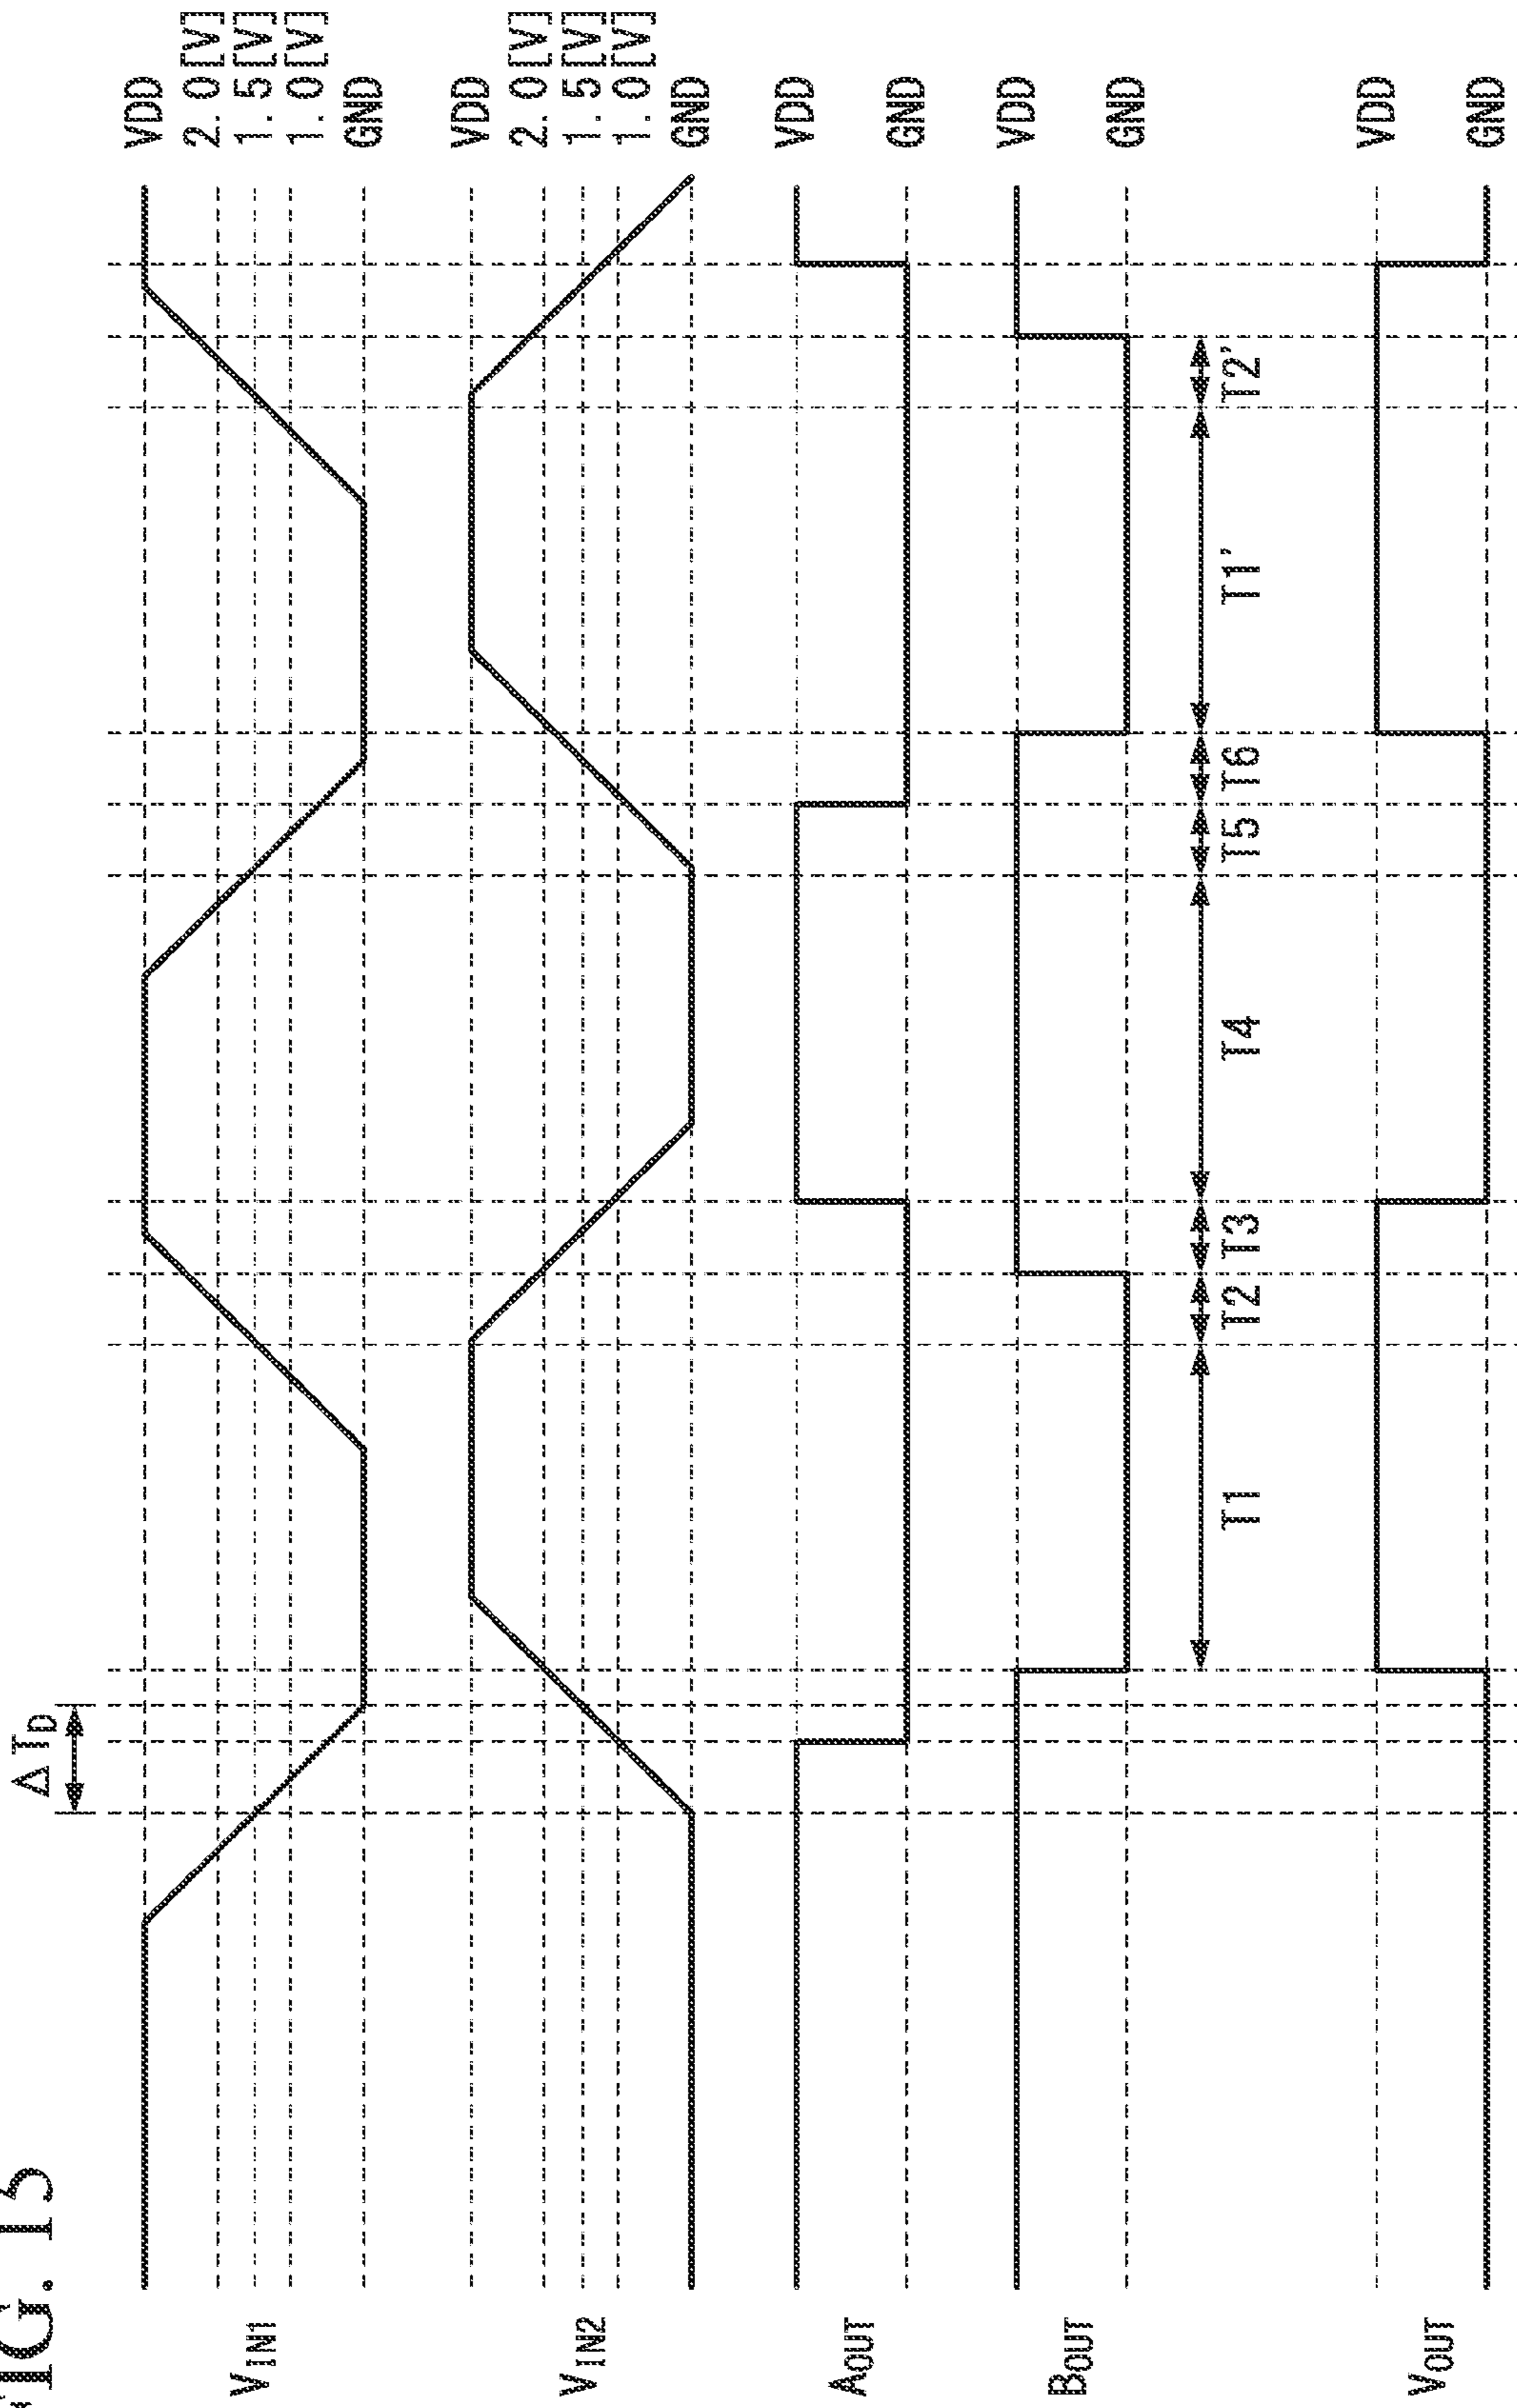 FIG. 15
ΔTD
VIN1
VDD
2.0[V]
1.5[V]
1.0[V]
GND
VIN2
VDD
2.0[V]
1.5[V]
1.0[V]
GND
AOUT
VDD
GND
BOUT
VDD
GND
T1
T2
T3
T4
T5
T6
T1'
T2'
VOUT
VDD
GND